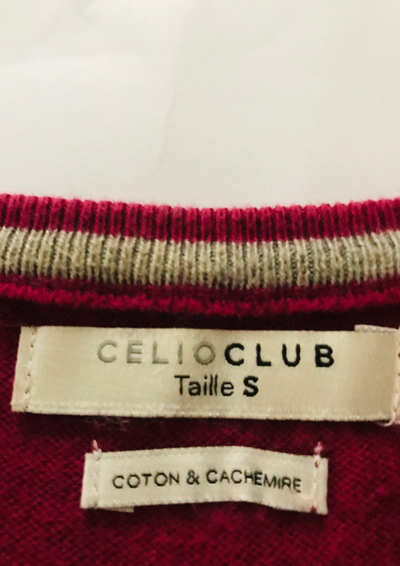 CELIOCLUB
Taille S
COTON & CACHEMIRE